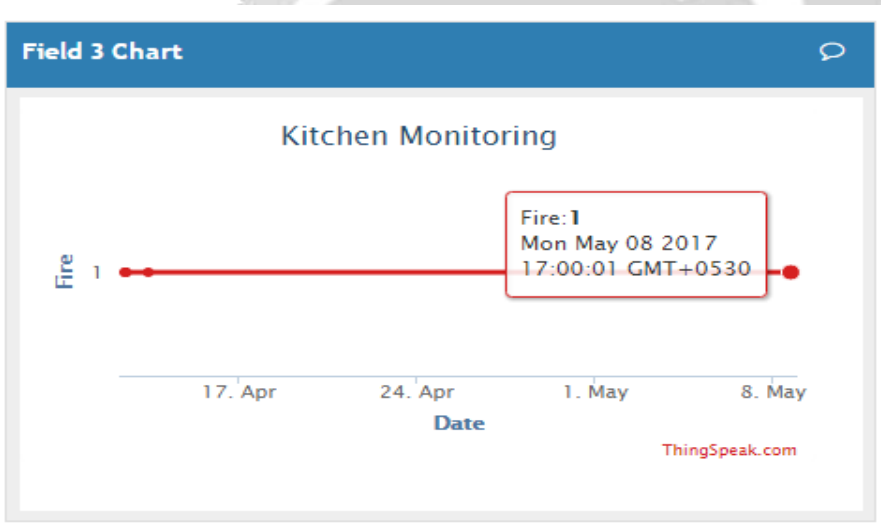 Field 3 Chart
Kitchen Monitoring
Fire:1
Mon May 08 2017
17:00:01 GMT+0530
Fire
1
17. Apr 24. Apr 1. May 8. May
Date
ThingSpeak.com